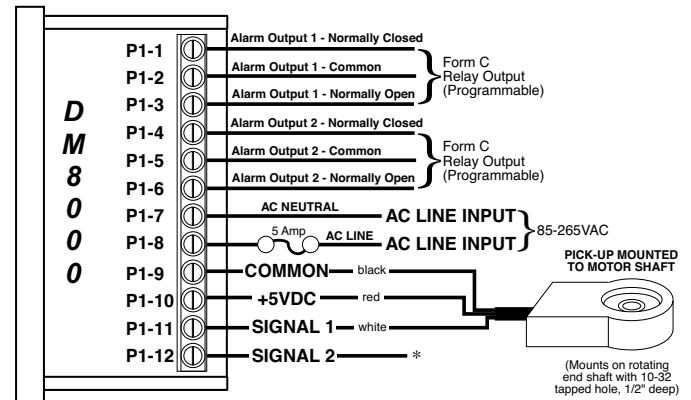 DM8000
P1-1 Alarm Output 1 - Normally Closed
P1-2 Alarm Output 1 - Common
P1-3 Alarm Output 1 - Normally Open
Form C
Relay Output
(Programmable)
P1-4 Alarm Output 2 - Normally Closed
P1-5 Alarm Output 2 - Common
P1-6 Alarm Output 2 - Normally Open
Form C
Relay Output
(Programmable)
P1-7 AC NEUTRAL AC LINE INPUT
P1-8 5 Amp AC LINE AC LINE INPUT
85-265VAC
P1-9 COMMON black
P1-10 +5VDC red
P1-11 SIGNAL 1 white
P1-12 SIGNAL 2 *
PICK-UP MOUNTED
TO MOTOR SHAFT
(Mounts on rotating
end shaft with 10-32
tapped hole, 1/2" deep)